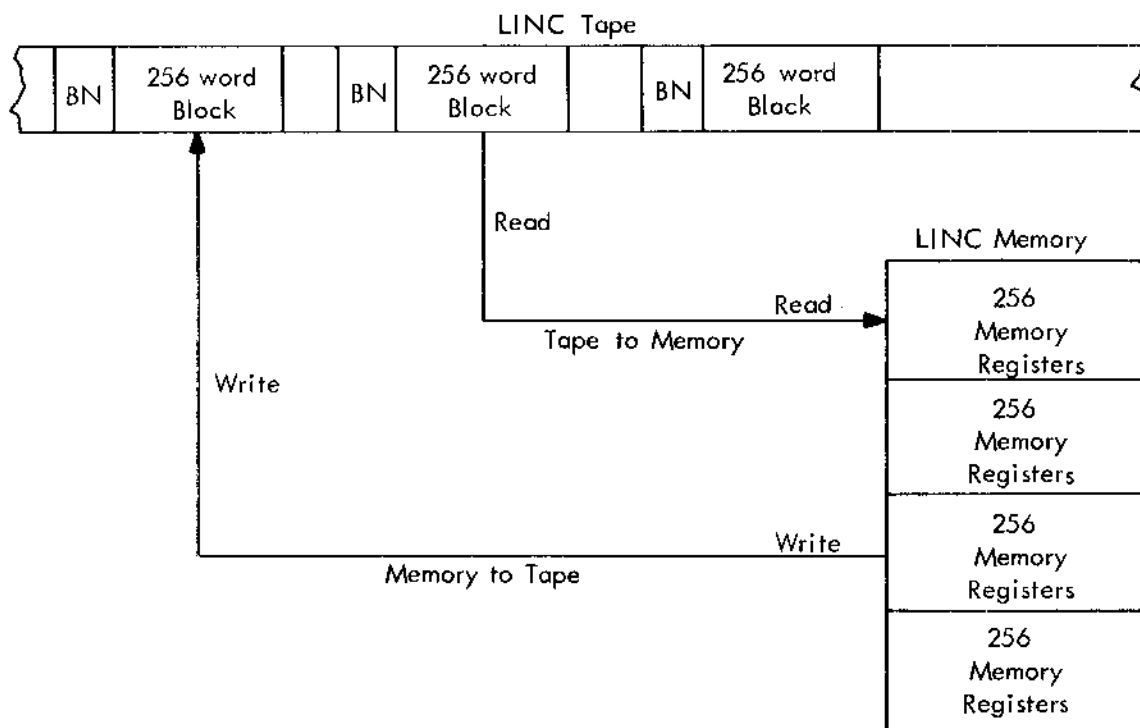 LINC Tape
BN
256 word
Block
BN
256 word
Block
BN
256 word
Block
Read
LINC Memory
Read
Tape to Memory
256
Memory
Registers
Write
256
Memory
Registers
Write
Memory to Tape
256
Memory
Registers
256
Memory
Registers